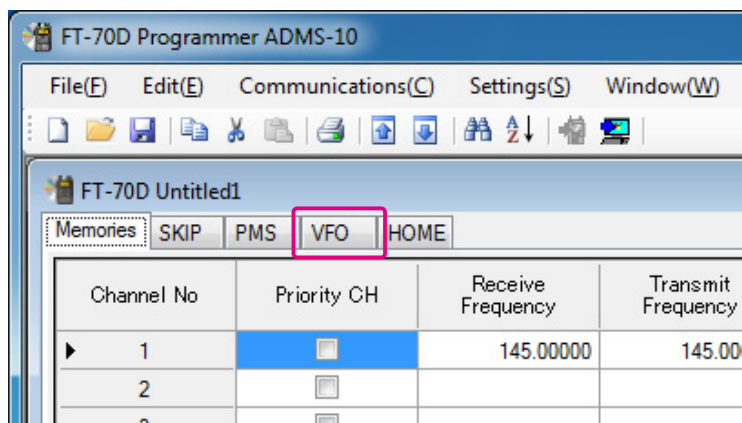 FT-70D Programmer ADMS-10
File(F) Edit(E) Communications(C) Settings(S) Window(W)
FT-70D Untitled1
Memories SKIP PMS VFO HOME
Channel No Priority CH Receive Frequency Transmit Frequency
1 145.00000 145.00
2